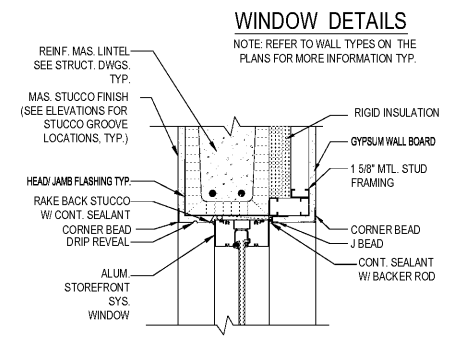 WINDOW DETAILS
NOTE: REFER TO WALL TYPES ON THE
PLANS FOR MORE INFORMATION TYP.
REINF. MAS. LINTEL
SEE STRUCT. DWGS.
TYP.
MAS. STUCCO FINISH
(SEE ELEVATIONS FOR
STUCCO GROOVE
LOCATIONS, TYP.)
HEAD/ JAMB FLASHING TYP.
RAKE BACK STUCCO
W/ CONT. SEALANT
CORNER BEAD
DRIP REVEAL
ALUM.
STOREFRONT
SYS.
WINDOW
RIGID INSULATION
GYPSUM WALL BOARD
1 5/8" MTL. STUD
FRAMING
CORNER BEAD
J BEAD
CONT. SEALANT
W/ BACKER ROD